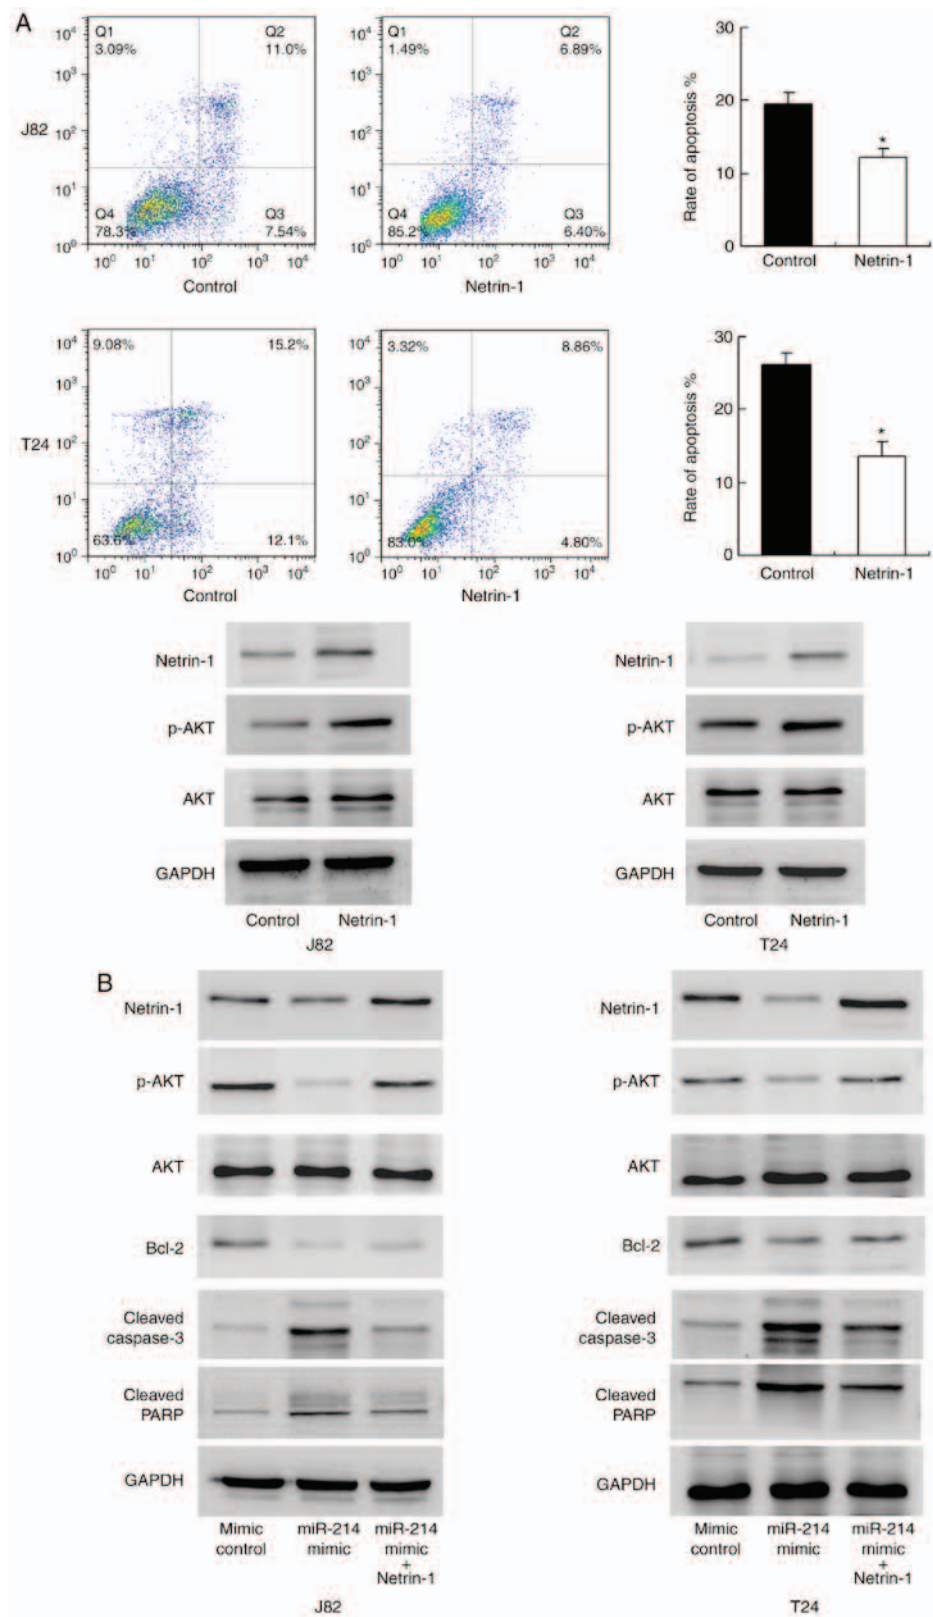 A
Q1
3.09%
Q2
11.0%
Q4
78.3%
Q3
7.54%
10⁴
10³
10²
10¹
10⁰
J82
10⁰ 10¹ 10² 10³ 10⁴
Control
Q1
1.49%
Q2
6.89%
Q4
85.2%
Q3
6.40%
10⁴
10³
10²
10¹
10⁰
10⁰ 10¹ 10² 10³ 10⁴
Netrin-1
Rate of apoptosis %
30
20
10
0
*
Control Netrin-1
9.08% 15.2%
63.6% 12.1%
10⁴
10³
10²
10¹
10⁰
T24
10⁰ 10¹ 10² 10³ 10⁴
Control
3.32% 8.86%
83.0% 4.80%
10⁴
10³
10²
10¹
10⁰
10⁰ 10¹ 10² 10³ 10⁴
Netrin-1
Rate of apoptosis %
30
20
10
0
*
Control Netrin-1
Netrin-1
p-AKT
AKT
GAPDH
Control Netrin-1
J82
Netrin-1
p-AKT
AKT
GAPDH
Control Netrin-1
T24
B
Netrin-1
p-AKT
AKT
Bcl-2
Cleaved
caspase-3
Cleaved
PARP
GAPDH
Mimic miR-214 miR-214
control mimic mimic
+
Netrin-1
J82
Netrin-1
p-AKT
AKT
Bcl-2
Cleaved
caspase-3
Cleaved
PARP
GAPDH
Mimic miR-214 miR-214
control mimic mimic
+
Netrin-1
T24